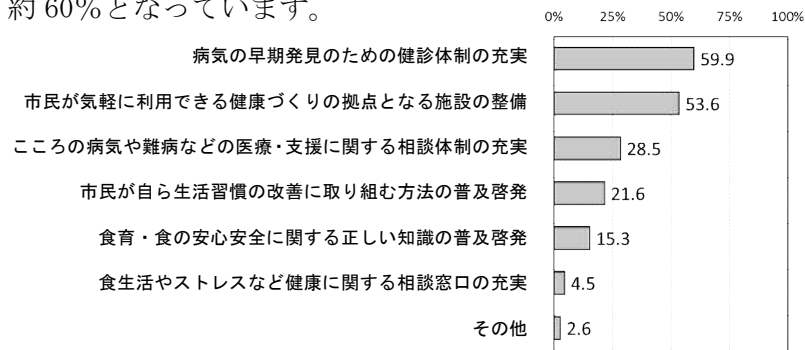 約 60％となっています。
0% 25% 50% 75% 100%
病気の早期発見のための健診体制の充実 59.9
市民が気軽に利用できる健康づくりの拠点となる施設の整備 53.6
こころの病気や難病などの医療・支援に関する相談体制の充実 28.5
市民が自ら生活習慣の改善に取り組む方法の普及啓発 21.6
食育・食の安心安全に関する正しい知識の普及啓発 15.3
食生活やストレスなど健康に関する相談窓口の充実 4.5
その他 2.6